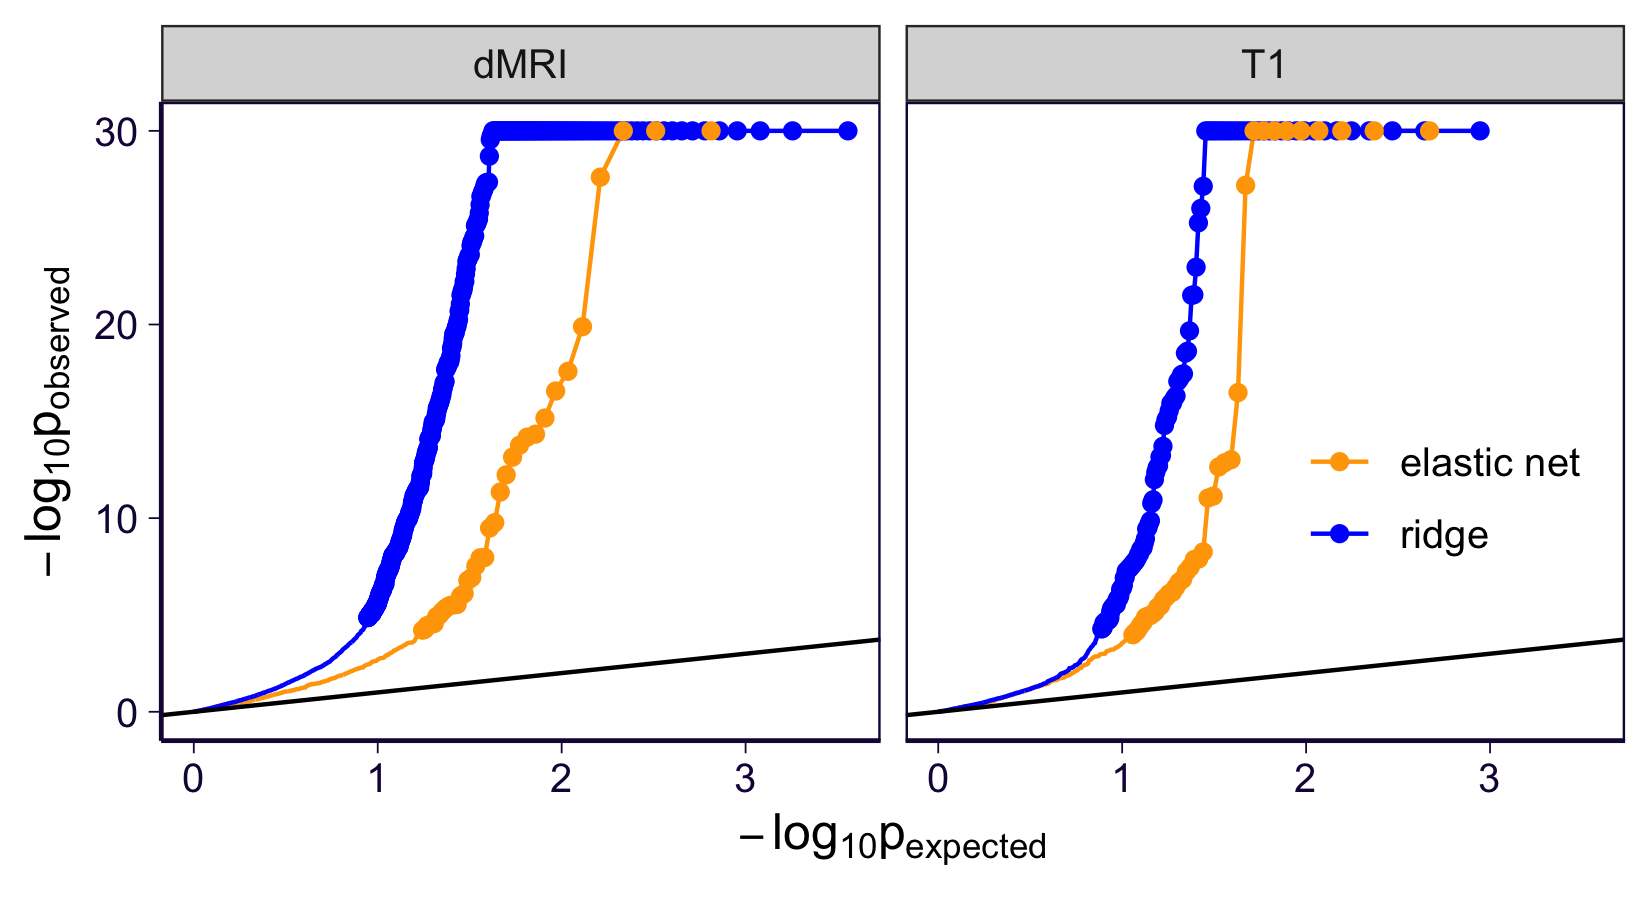 dMRI
T1
30
20
10
0
−log10pobserved
elastic net
ridge
0 1 2 3
0 1 2 3
−log10pexpected